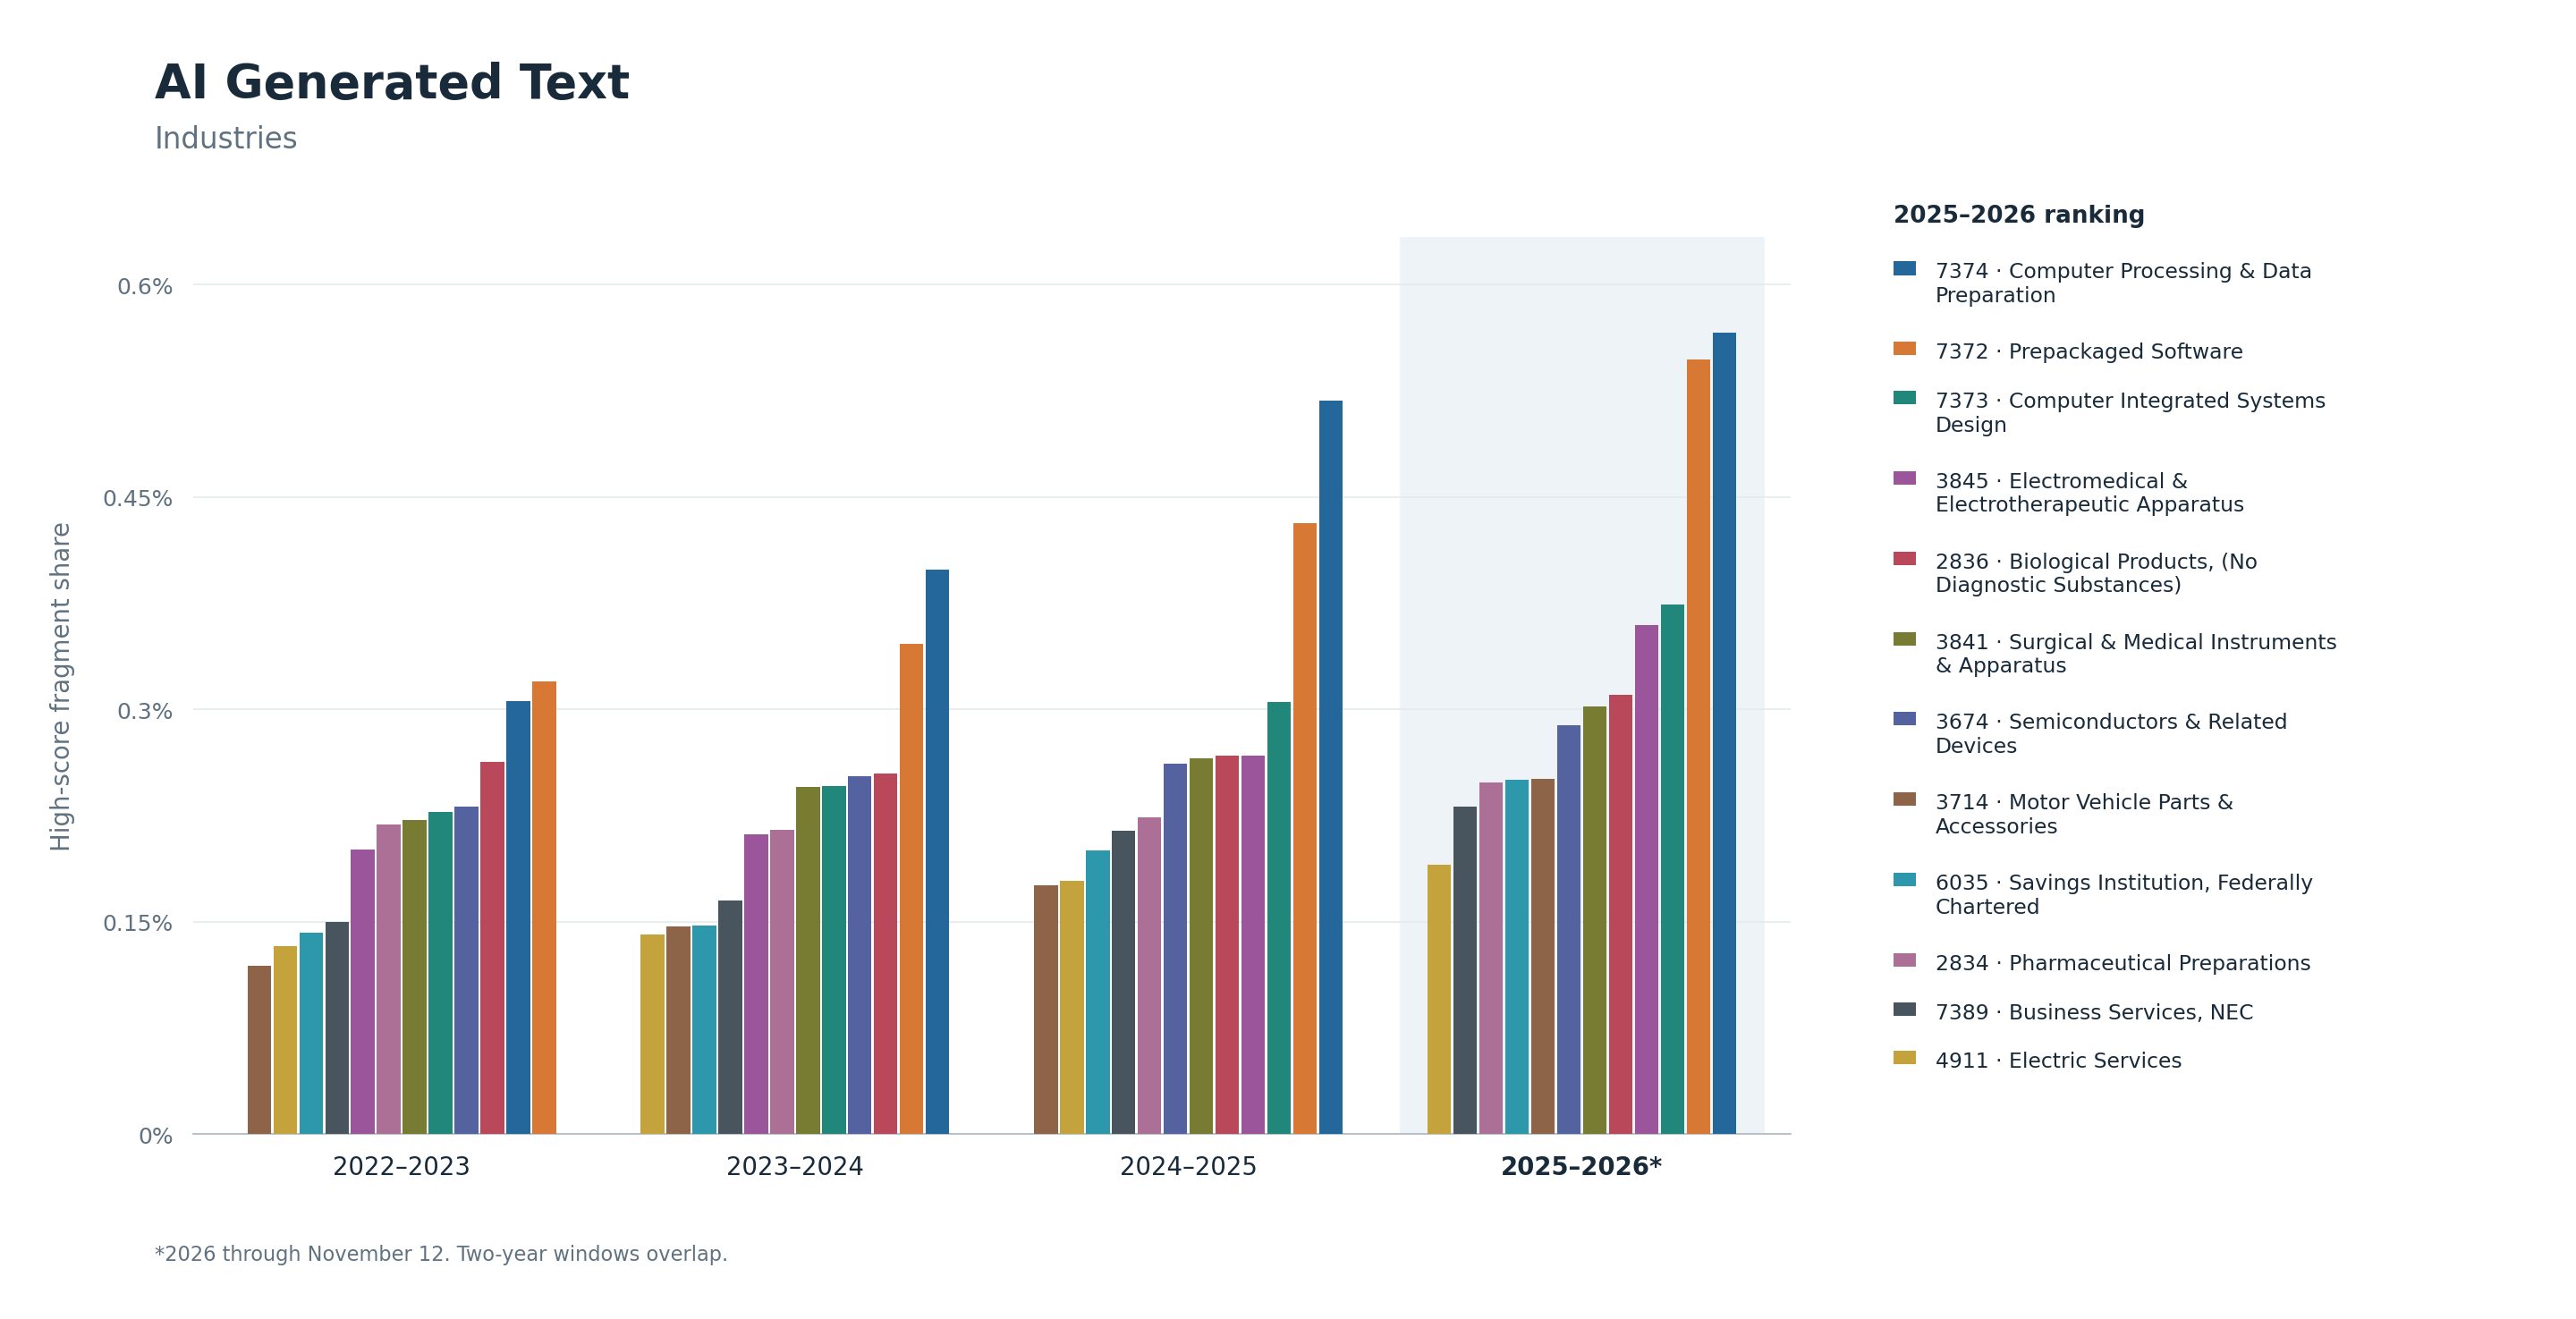 AI Generated Text
Industries
High-score fragment share
0.6%
0.45%
0.3%
0.15%
0%
2022–2023
2023–2024
2024–2025
2025–2026*
2025–2026 ranking
7374 · Computer Processing & Data
Preparation
7372 · Prepackaged Software
7373 · Computer Integrated Systems
Design
3845 · Electromedical &
Electrotherapeutic Apparatus
2836 · Biological Products, (No
Diagnostic Substances)
3841 · Surgical & Medical Instruments
& Apparatus
3674 · Semiconductors & Related
Devices
3714 · Motor Vehicle Parts &
Accessories
6035 · Savings Institution, Federally
Chartered
2834 · Pharmaceutical Preparations
7389 · Business Services, NEC
4911 · Electric Services
*2026 through November 12. Two-year windows overlap.